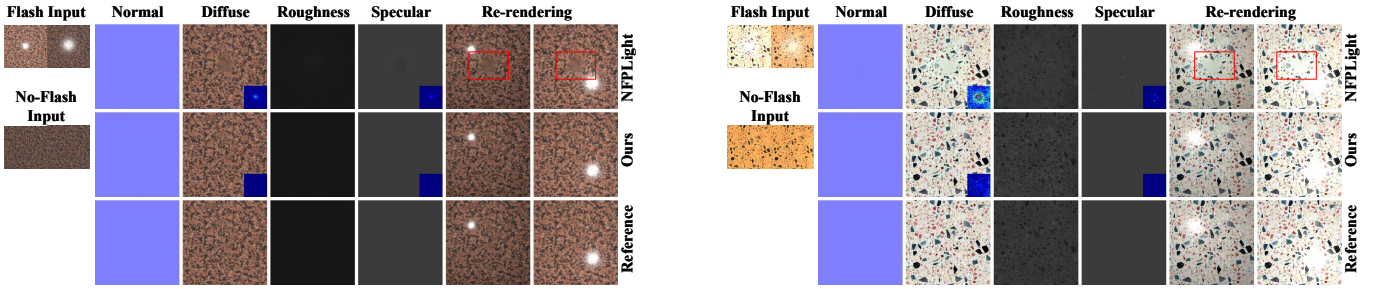 Flash Input Normal Diffuse Roughness Specular Re-rendering
NFPLight
No-Flash
Input
Ours
Reference
Flash Input Normal Diffuse Roughness Specular Re-rendering
NFPLight
No-Flash
Input
Ours
Reference